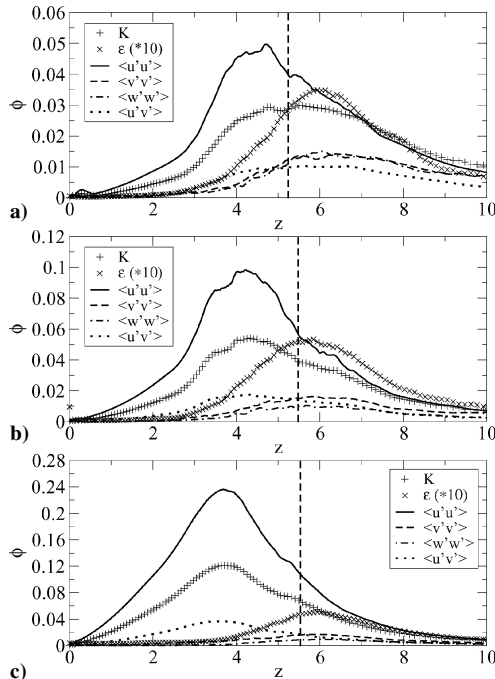 0.06
0.05
0.04
0.03
0.02
0.01
0
ϕ
K
ε (*10)
<u'u'>
<v'v'>
<w'w'>
<u'v'>
0 2 4 6 8 10
z
a)
0.12
0.1
0.08
0.06
0.04
0.02
0
ϕ
K
ε (*10)
<u'u'>
<v'v'>
<w'w'>
<u'v'>
0 2 4 6 8 10
z
b)
0.28
0.24
0.20
0.16
0.12
0.08
0.04
0
ϕ
K
ε (*10)
<u'u'>
<v'v'>
<w'w'>
<u'v'>
0 2 4 6 8 10
z
c)